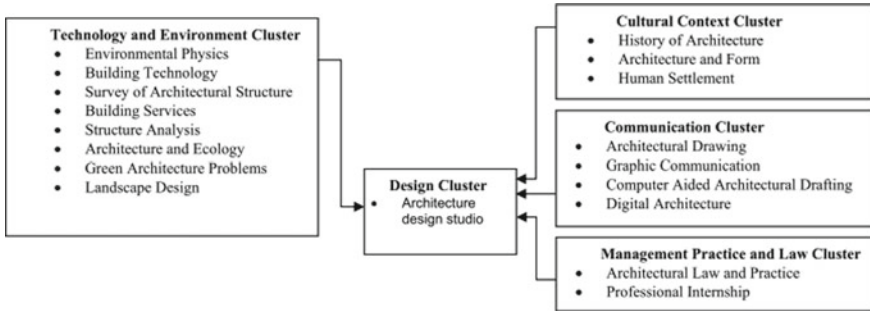 Technology and Environment Cluster
• Environmental Physics
• Building Technology
• Survey of Architectural Structure
• Building Services
• Structure Analysis
• Architecture and Ecology
• Green Architecture Problems
• Landscape Design
Design Cluster
• Architecture
design studio
Cultural Context Cluster
• History of Architecture
• Architecture and Form
• Human Settlement
Communication Cluster
• Architectural Drawing
• Graphic Communication
• Computer Aided Architectural Drafting
• Digital Architecture
Management Practice and Law Cluster
• Architectural Law and Practice
• Professional Internship